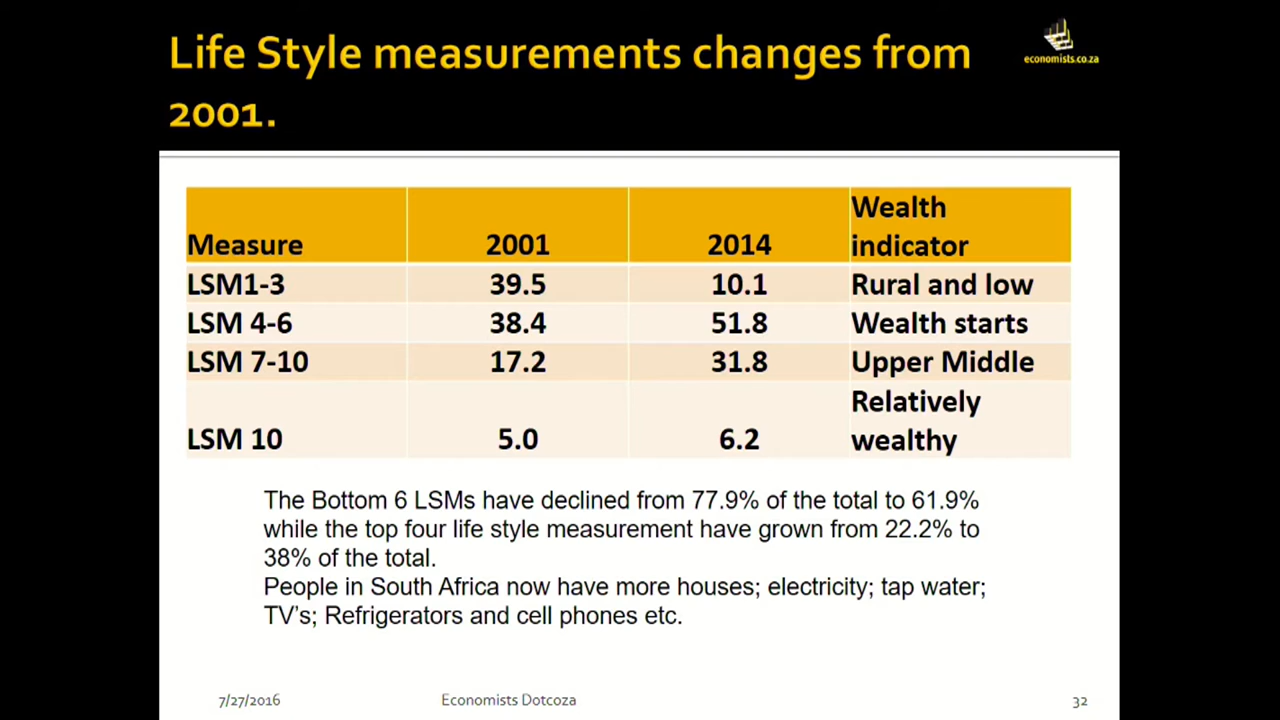 Life Style measurements changes from
2001.
economists.co.za
Measure 2001 2014 Wealth indicator
LSM1-3 39.5 10.1 Rural and low
LSM 4-6 38.4 51.8 Wealth starts
LSM 7-10 17.2 31.8 Upper Middle
LSM 10 5.0 6.2 Relatively wealthy
The Bottom 6 LSMs have declined from 77.9% of the total to 61.9%
while the top four life style measurement have grown from 22.2% to
38% of the total.
People in South Africa now have more houses; electricity; tap water;
TV's; Refrigerators and cell phones etc.
7/27/2016 Economists Dotcoza 32